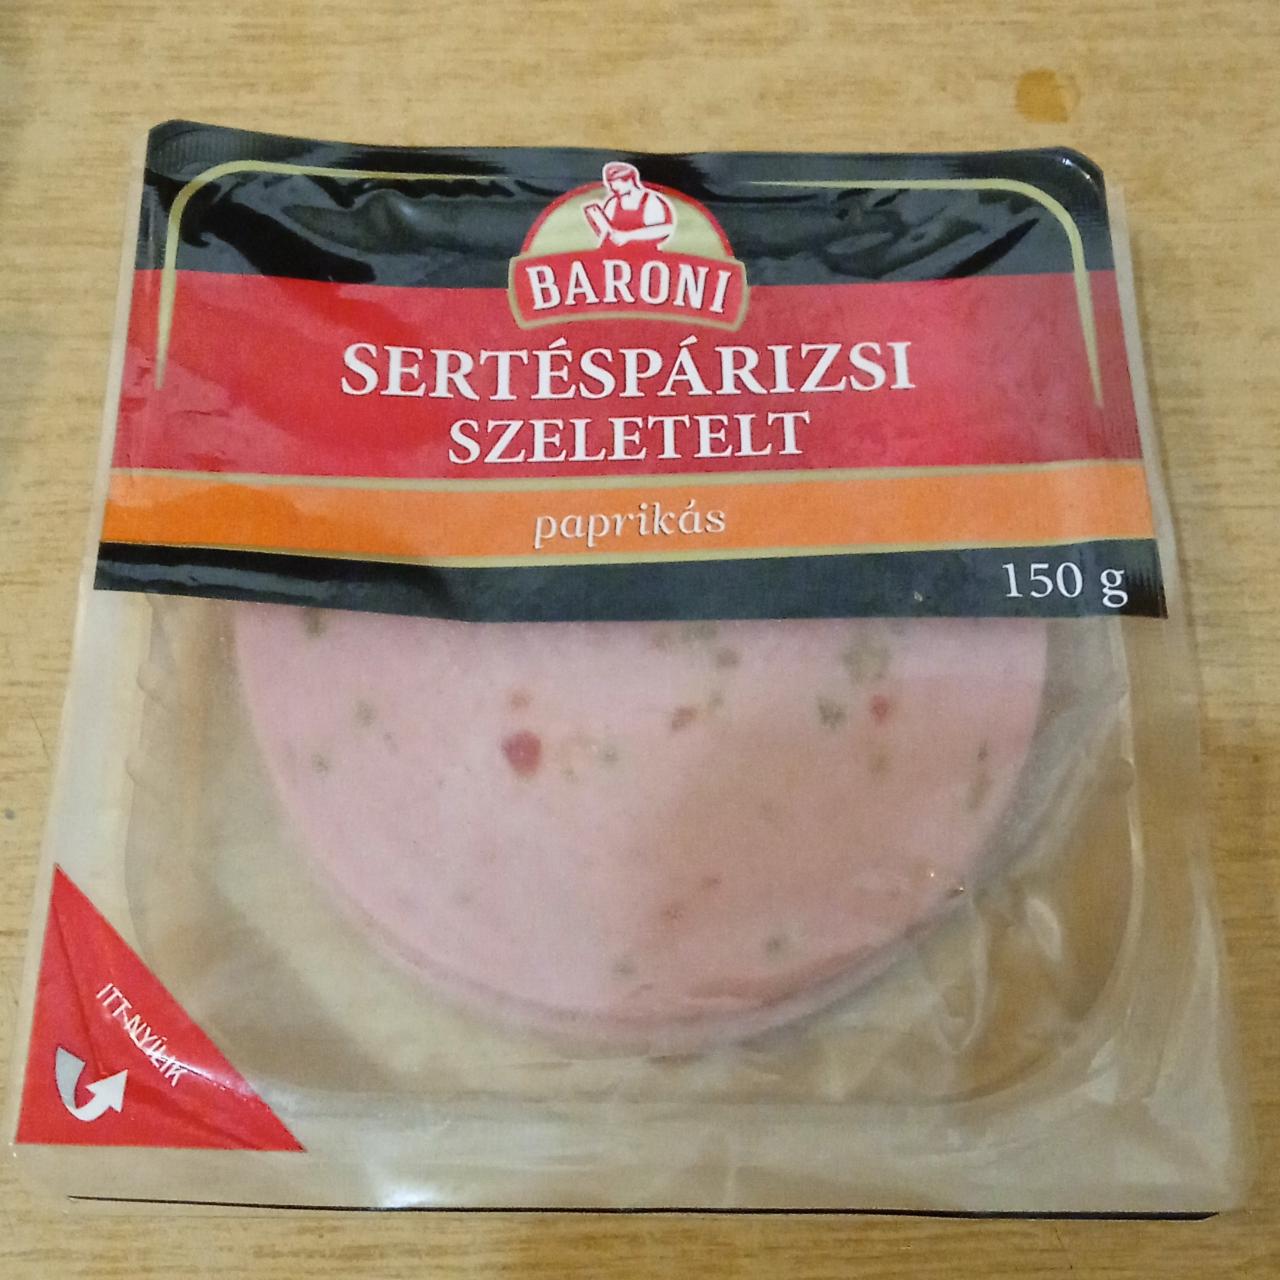 BARONI
SERTÉSPÁRIZSI
SZELETELT
paprikás
150 g
ITT NYÍLIK